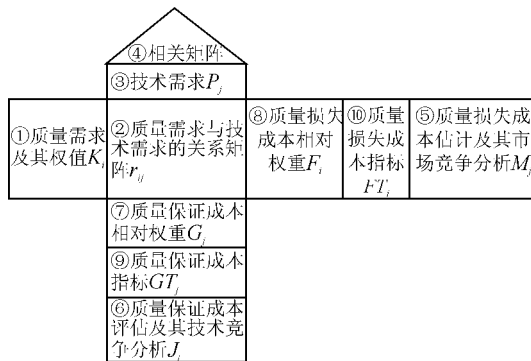 ④相关矩阵
③技术需求Pj
①质量需求
及其权值Ki
②质量需求与技
术需求的关系矩
阵rij
⑧质量损失
成本相对
权重Fi
⑩质量
损失成
本指标
FTi
⑤质量损失成
本估计及其市
场竞争分析Mi
⑦质量保证成本
相对权重Gj
⑨质量保证成本
指标GTj
⑥质量保证成本
评估及其技术竞
争分析Jj